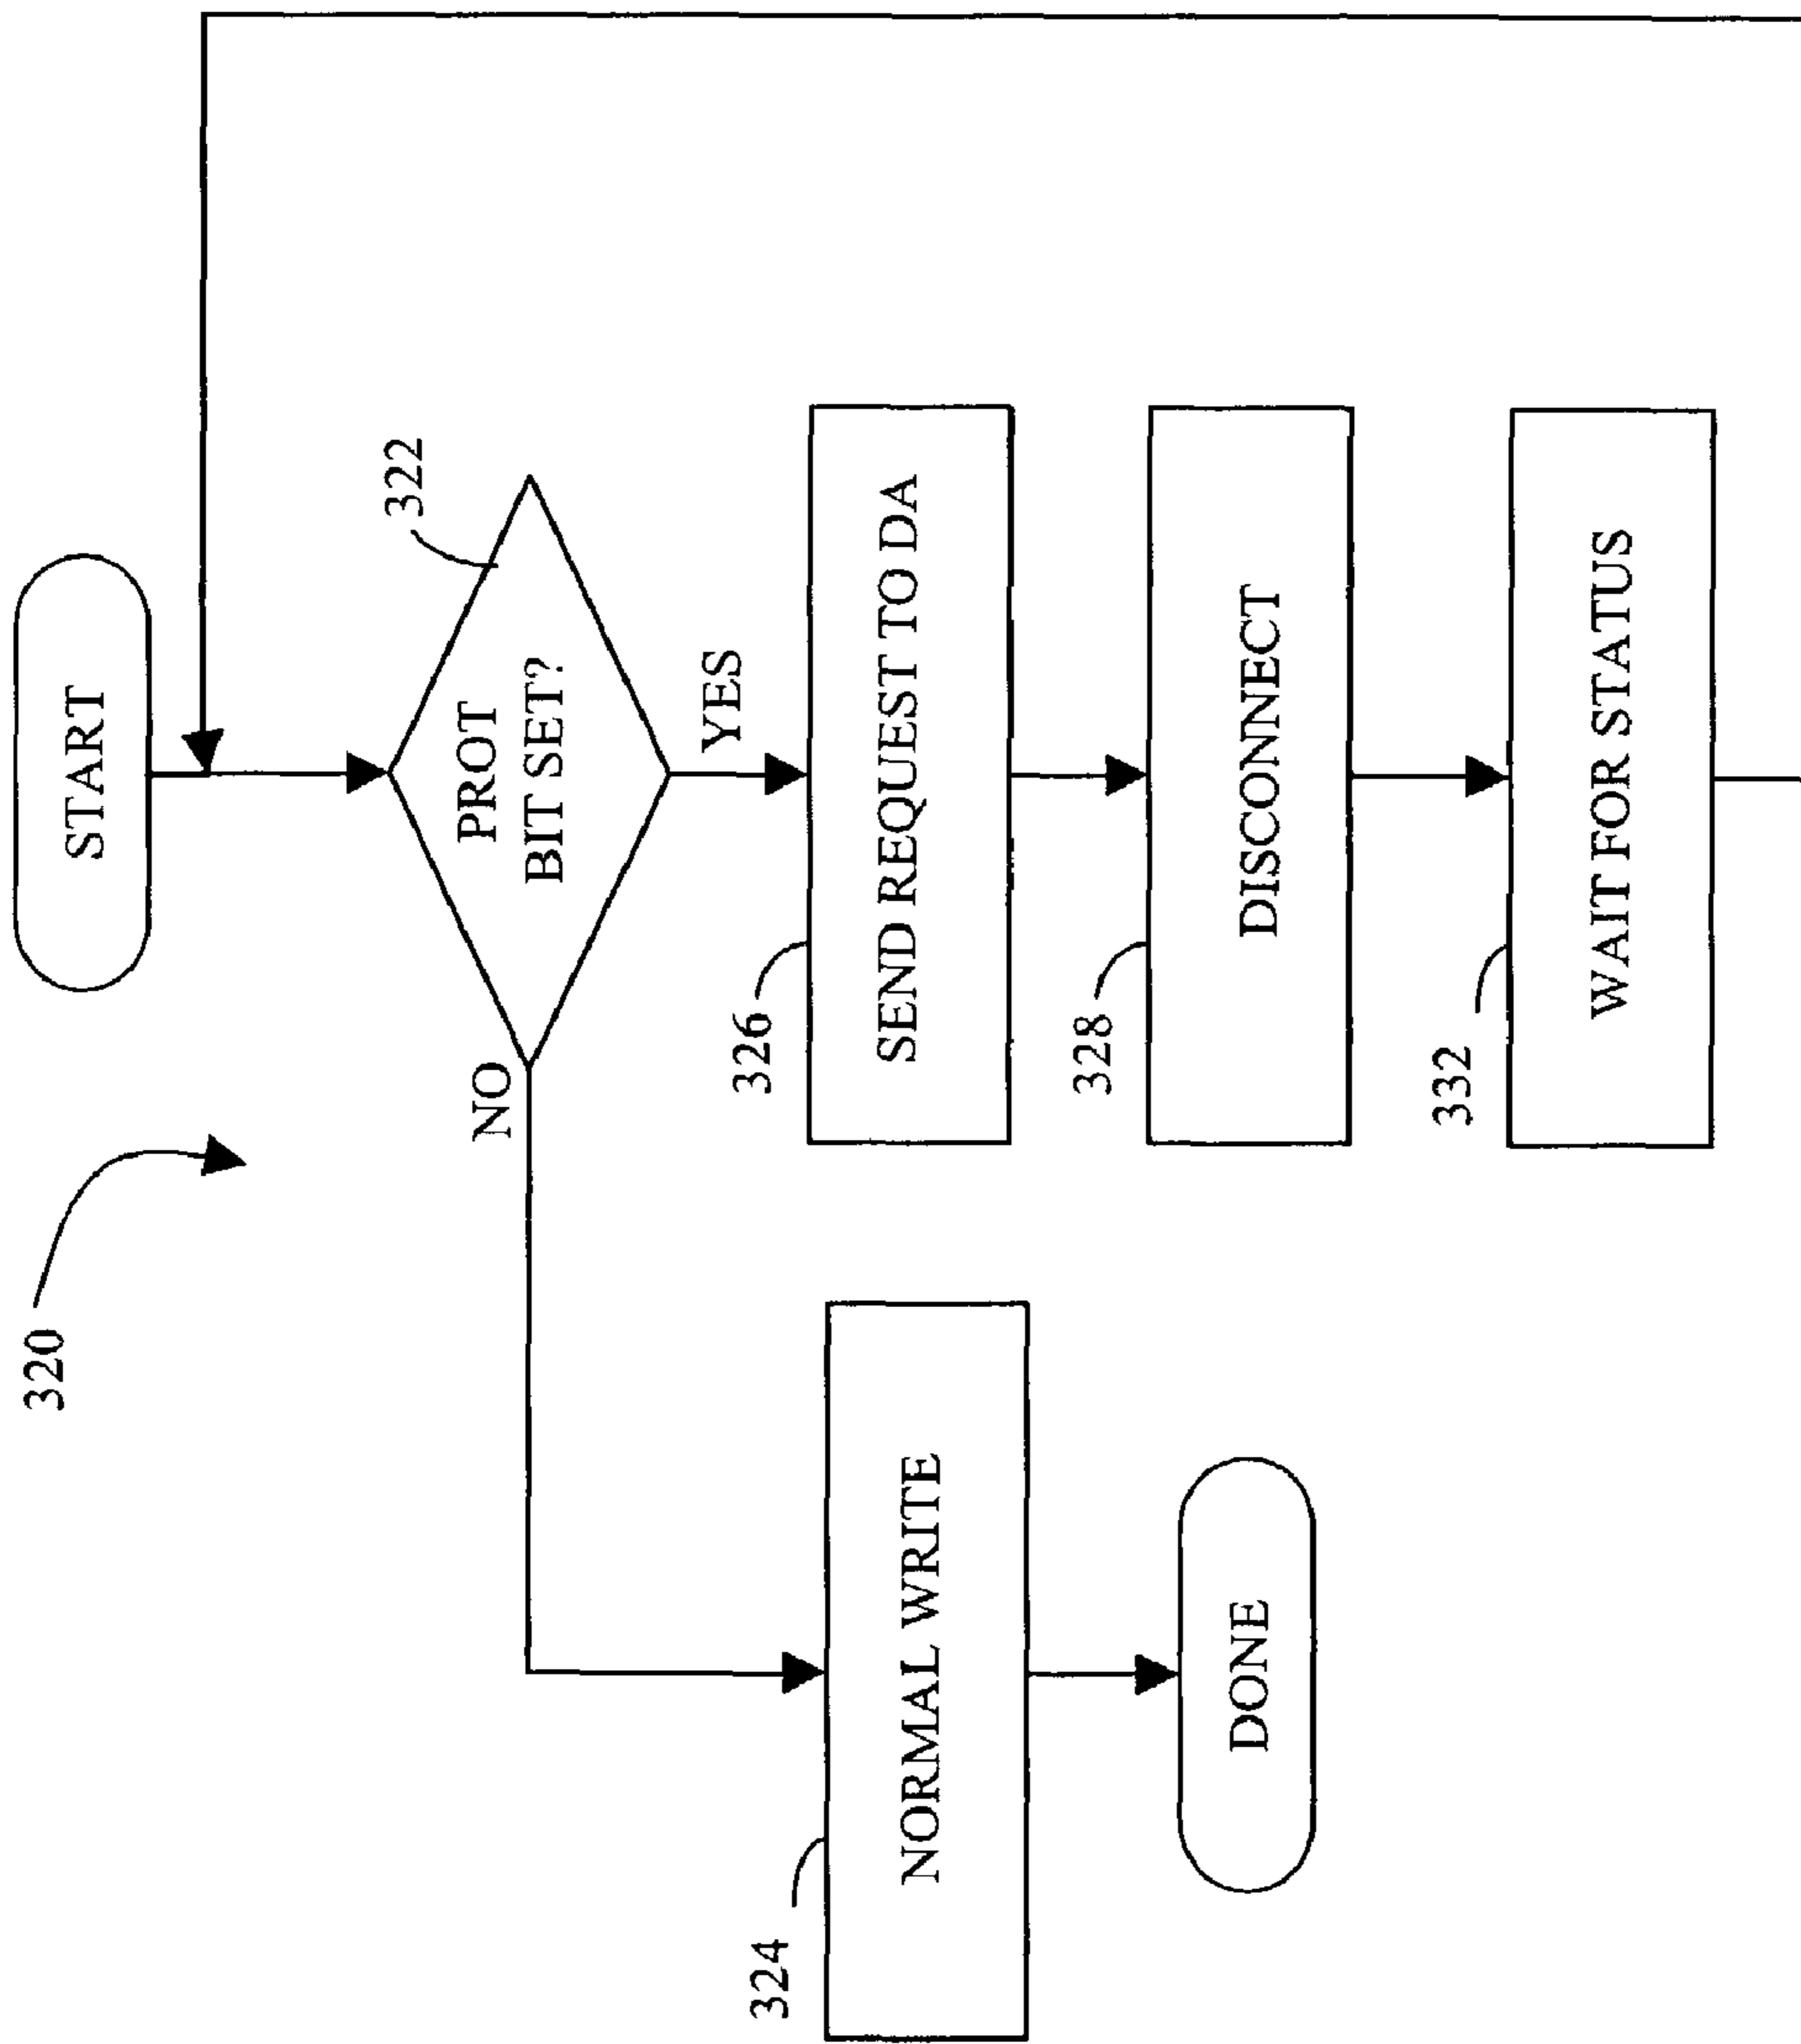 320
START
322
PROT
BIT SET?
NO
YES
326
SEND REQUEST TO DA
328
DISCONNECT
332
WAIT FOR STATUS
324
NORMAL WRITE
DONE